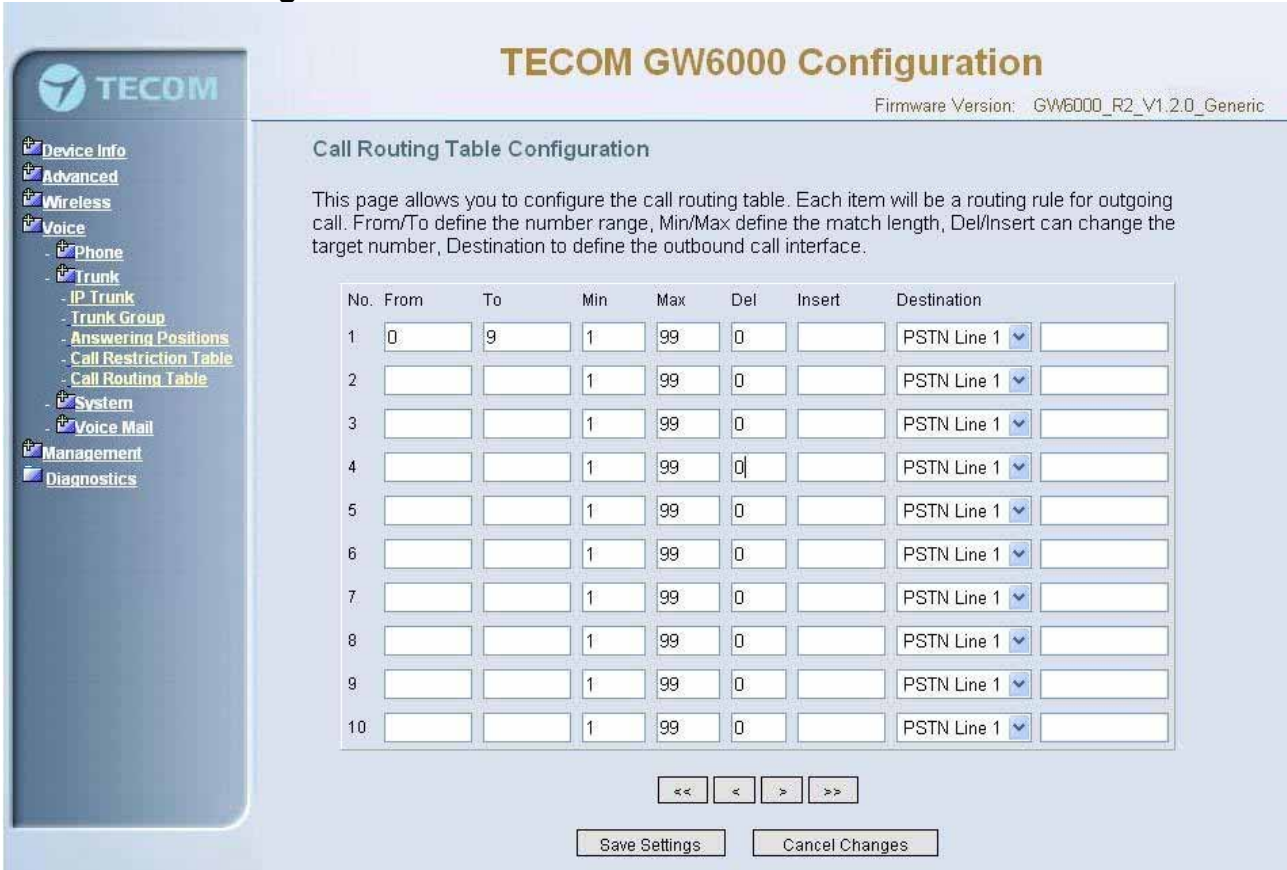 TECOM
TECOM GW6000 Configuration
Firmware Version: GW6000_R2_V1.2.0_Generic
Device Info
Advanced
Wireless
Voice
- Phone
- Trunk
- IP Trunk
- Trunk Group
- Answering Positions
- Call Restriction Table
- Call Routing Table
- System
- Voice Mail
Management
Diagnostics
Call Routing Table Configuration
This page allows you to configure the call routing table. Each item will be a routing rule for outgoing
call. From/To define the number range, Min/Max define the match length, Del/Insert can change the
target number, Destination to define the outbound call interface.
No. From To Min Max Del Insert Destination
1 0 9 1 99 0 PSTN Line 1
2 1 99 0 PSTN Line 1
3 1 99 0 PSTN Line 1
4 1 99 0 PSTN Line 1
5 1 99 0 PSTN Line 1
6 1 99 0 PSTN Line 1
7 1 99 0 PSTN Line 1
8 1 99 0 PSTN Line 1
9 1 99 0 PSTN Line 1
10 1 99 0 PSTN Line 1
<< < > >>
Save Settings Cancel Changes